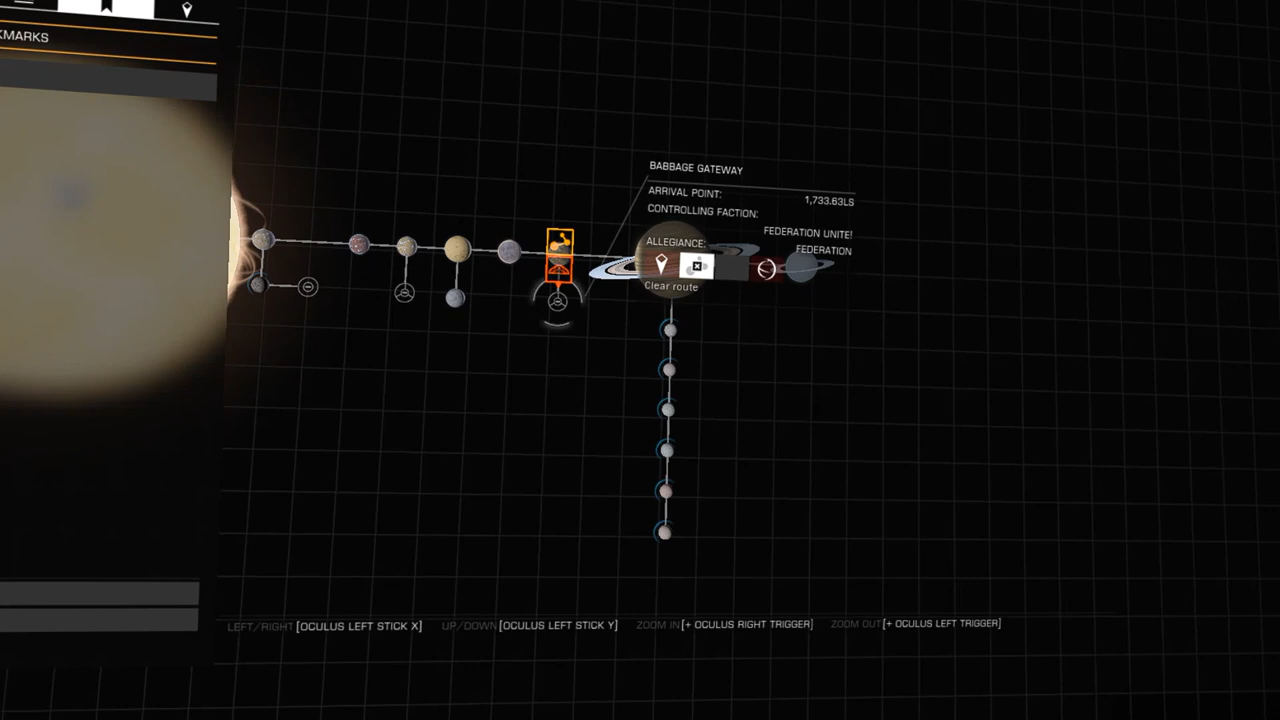 KMARKS
BABBAGE GATEWAY
ARRIVAL POINT:
1,733.63LS
CONTROLLING FACTION:
FEDERATION UNITE!
ALLEGIANCE:
FEDERATION
Clear route
LEFT/RIGHT [OCULUS LEFT STICK X] UP/DOWN [OCULUS LEFT STICK Y] ZOOM IN [+ OCULUS RIGHT TRIGGER] ZOOM OUT [+ OCULUS LEFT TRIGGER]